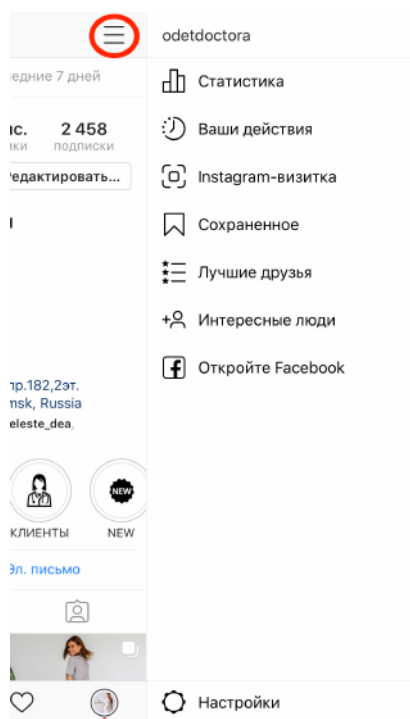 odetdoctora
едние 7 дней
Статистика
ис.
2 458
ки
подписки
Ваши действия
едактировать...
Instagram-визитка
Сохраненное
Лучшие друзья
Интересные люди
Откройте Facebook
пр.182,2эт.
msk, Russia
eleste_dea,
NEW
КЛИЕНТЫ
NEW
Эл. письмо
Настройки